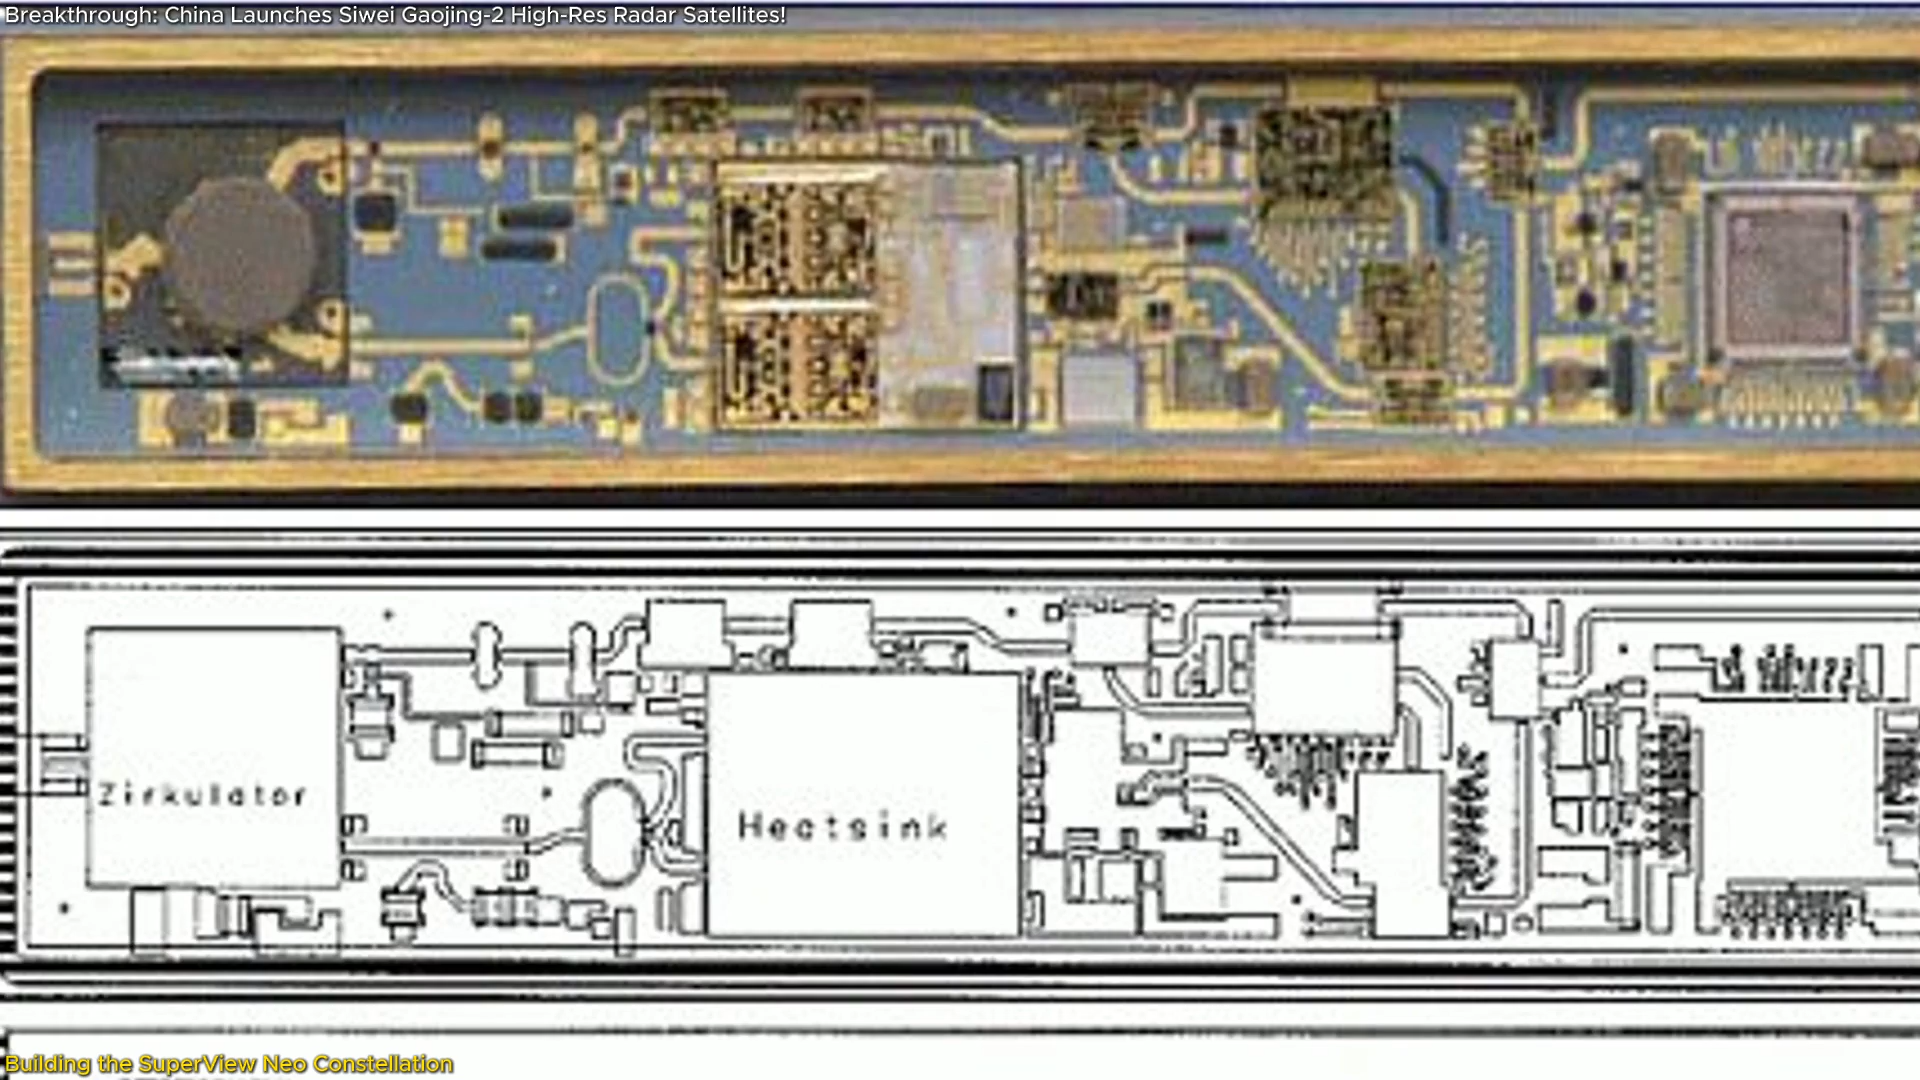 Breakthrough: China Launches Siwei Gaojing-2 High-Res Radar Satellites!
Zirkulator
Heatsink
Building the SuperView Neo Constellation